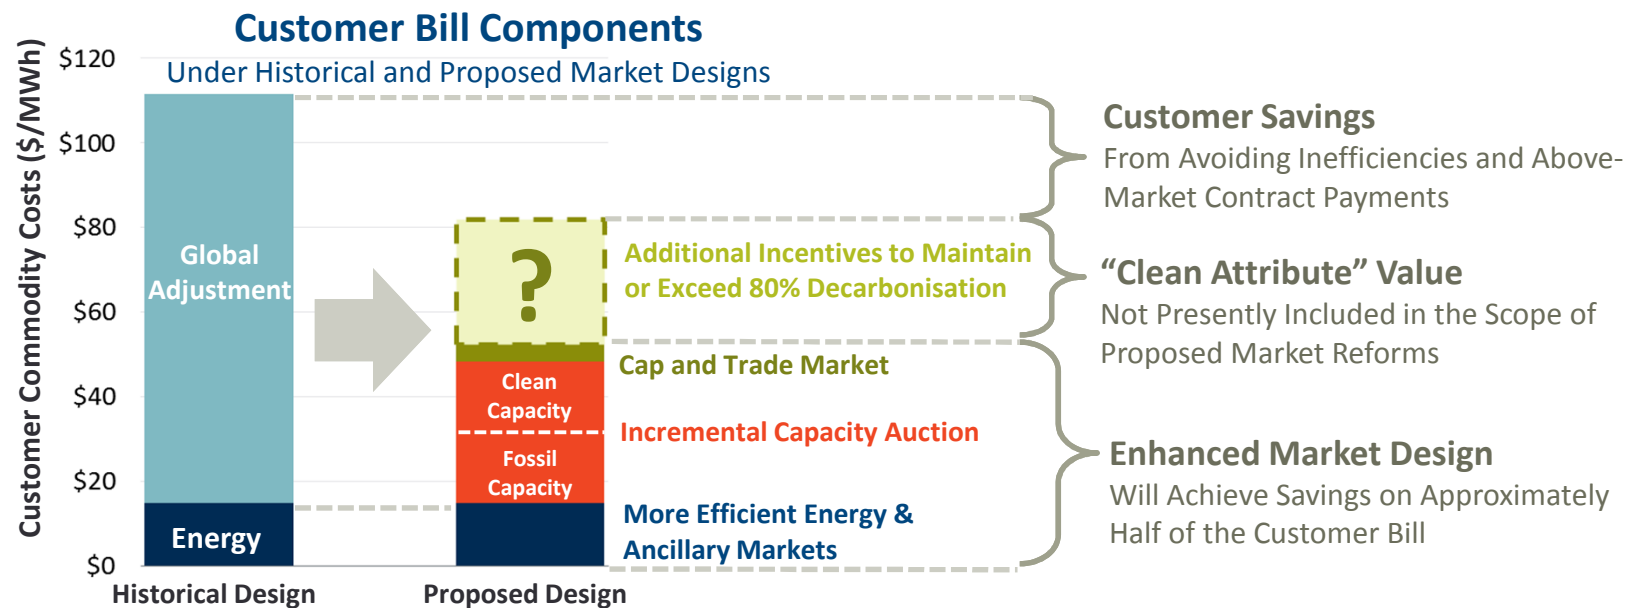 Customer Bill Components
Under Historical and Proposed Market Designs
Customer Commodity Costs ($/MWh)
$120
$100
$80
$60
$40
$20
$0
Global
Adjustment
Energy
Historical Design
?
Clean
Capacity
Fossil
Capacity
Proposed Design
Additional Incentives to Maintain
or Exceed 80% Decarbonisation
Cap and Trade Market
Incremental Capacity Auction
More Efficient Energy &
Ancillary Markets
Customer Savings
From Avoiding Inefficiencies and Above-
Market Contract Payments
“Clean Attribute” Value
Not Presently Included in the Scope of
Proposed Market Reforms
Enhanced Market Design
Will Achieve Savings on Approximately
Half of the Customer Bill